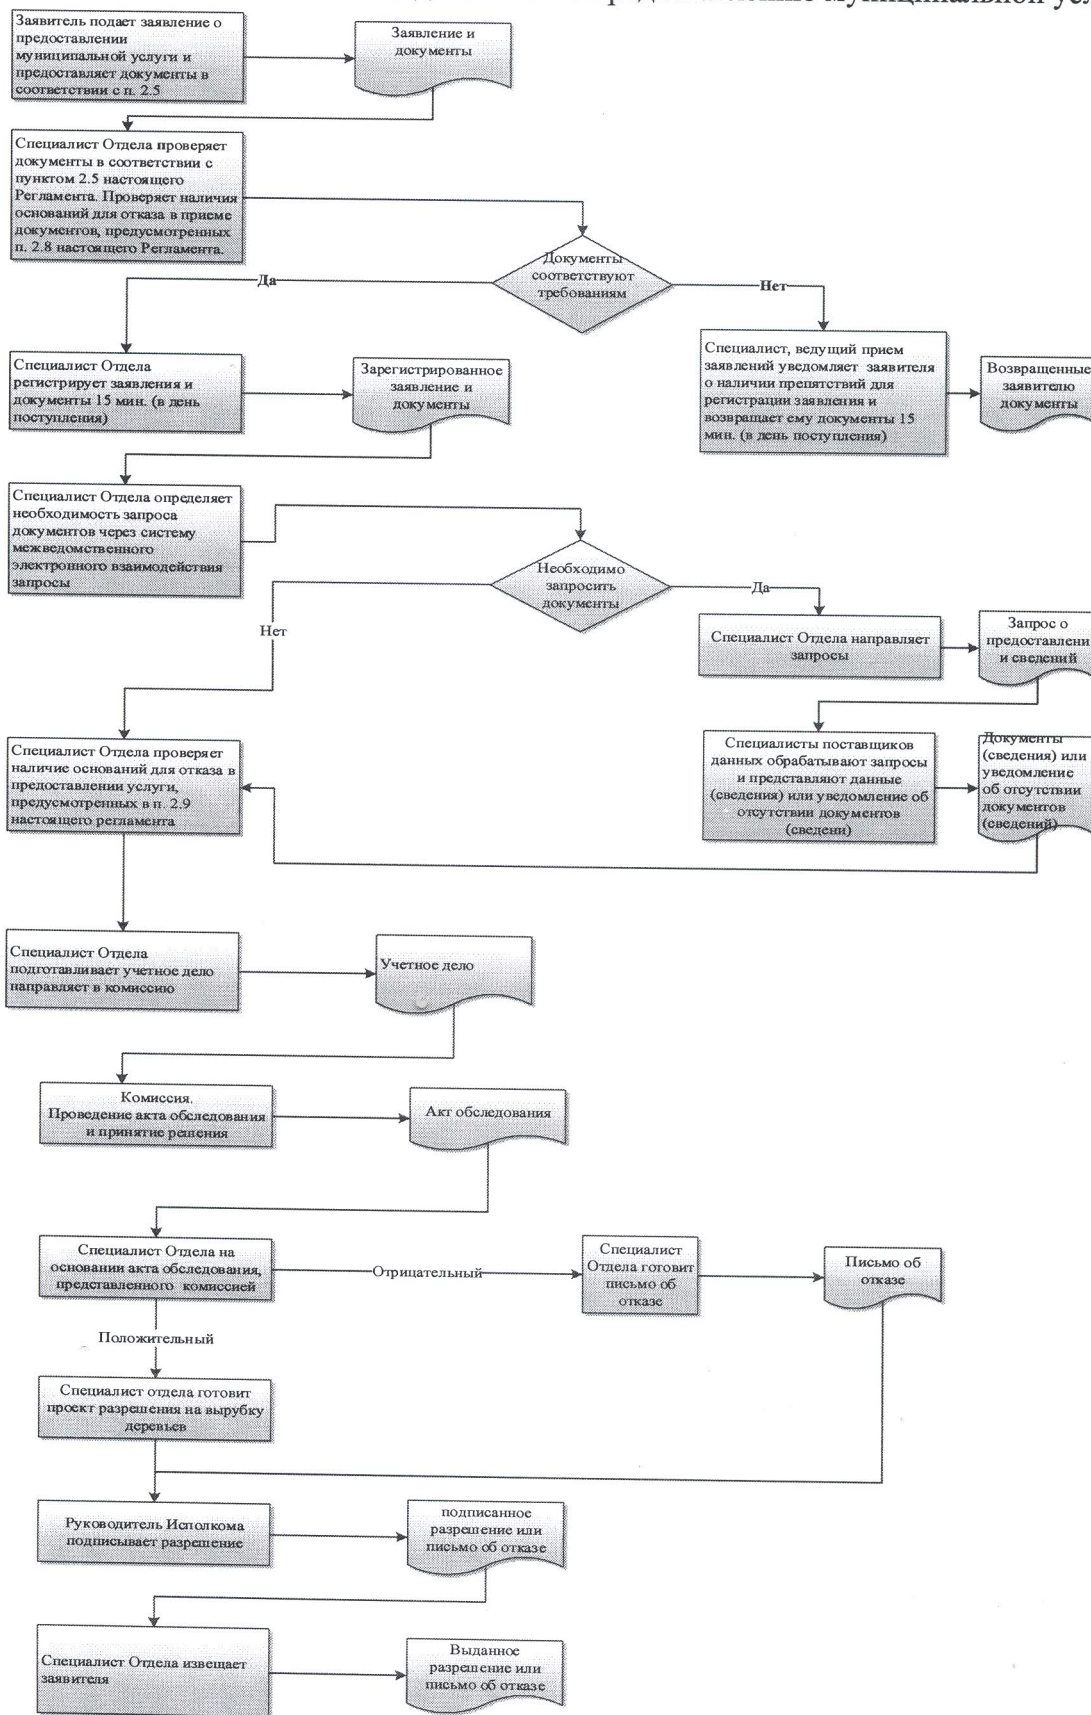 муниципальной
Заявитель подает заявление о
предоставлении
муниципальной услуги и
предоставляет документы в
соответствии с п. 2.5
Заявление и
документы
Специалист Отдела проверяет
документы в соответствии с
пунктом 2.5 настоящего
Регламента. Проверяет наличия
оснований для отказа в приеме
документов, предусмотренных
п. 2.8 настоящего Регламента.
Документы
соответствуют
требованиям
Да
Нет
Специалист Отдела
регистрирует заявления и
документы 15 мин. (в день
поступления)
Зарегистрированное
заявление и
документы
Специалист, ведущий прием
заявлений уведомляет заявителя
о наличии препятствий для
регистрации заявления и
возвращает ему документы 15
мин. (в день поступления)
Возвращенные
заявителю
документы
Специалист Отдела определяет
необходимость запроса
документов через систему
межведомственного
электронного взаимодействия
запросы
Необходимо
запросить
документы
Да
Нет
Специалист Отдела направляет
запросы
Запрос о
предоставлени
и сведений
Специалист Отдела проверяет
наличие оснований для отказа в
предоставлении услуги,
предусмотренных в п. 2.9
настоящего регламента
Специалисты поставщиков
данных обрабатывают запросы
и представляют данные
(сведения) или уведомление об
отсутствии документов
(сведени)
Документы
(сведения) или
уведомление
об отсутствии
документов
(сведений)
Специалист Отдела
подготавливает учетное дело
направляет в комиссию
Учетное дело
Комиссия.
Проведение акта обследования
и принятие решения
Акт обследования
Специалист Отдела на
основании акта обследования,
представленного комиссией
Отрицательный
Специалист
Отдела готовит
письмо об
отказе
Письмо об
отказе
Положительный
Специалист отдела готовит
проект разрешения на вырубку
деревьев
Руководитель Исполкома
подписывает разрешение
подписанное
разрешение или
письмо об отказе
Специалист Отдела извещает
заявителя
Выданное
разрешение или
письмо об отказе